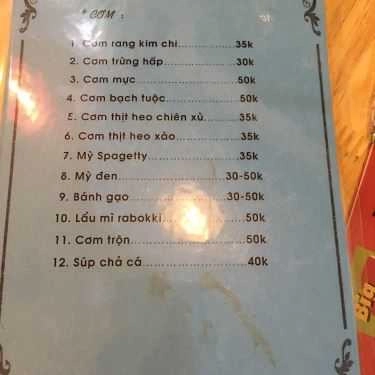 * CƠM :
1. Cơm rang kim chi................35k
2. Cơm trứng hấp................30k
3. Cơm mực................50k
4. Cơm bạch tuộc................50k
5. Cơm thịt heo chiên xù........35k
6. Cơm thịt heo xào................35k
7. Mỳ Spagetty................35k
8. Mỳ đen................30-50k
9. Bánh gạo................30-50k
10. Lẩu mì rabokki................50k
11. Cơm trộn................50k
12. Súp chả cá................40k
Big